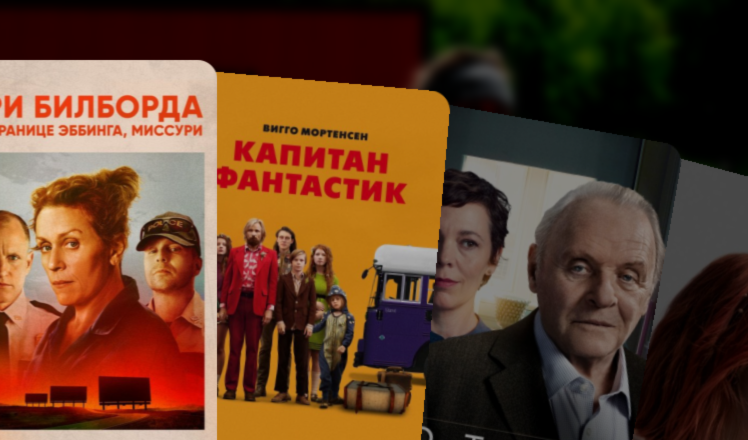 РИ БИЛБОРДА
РАНИЦЕ ЭББИНГА, МИССУРИ
ВИГГО МОРТЕНСЕН
КАПИТАН
ФАНТАСТИК
О Т